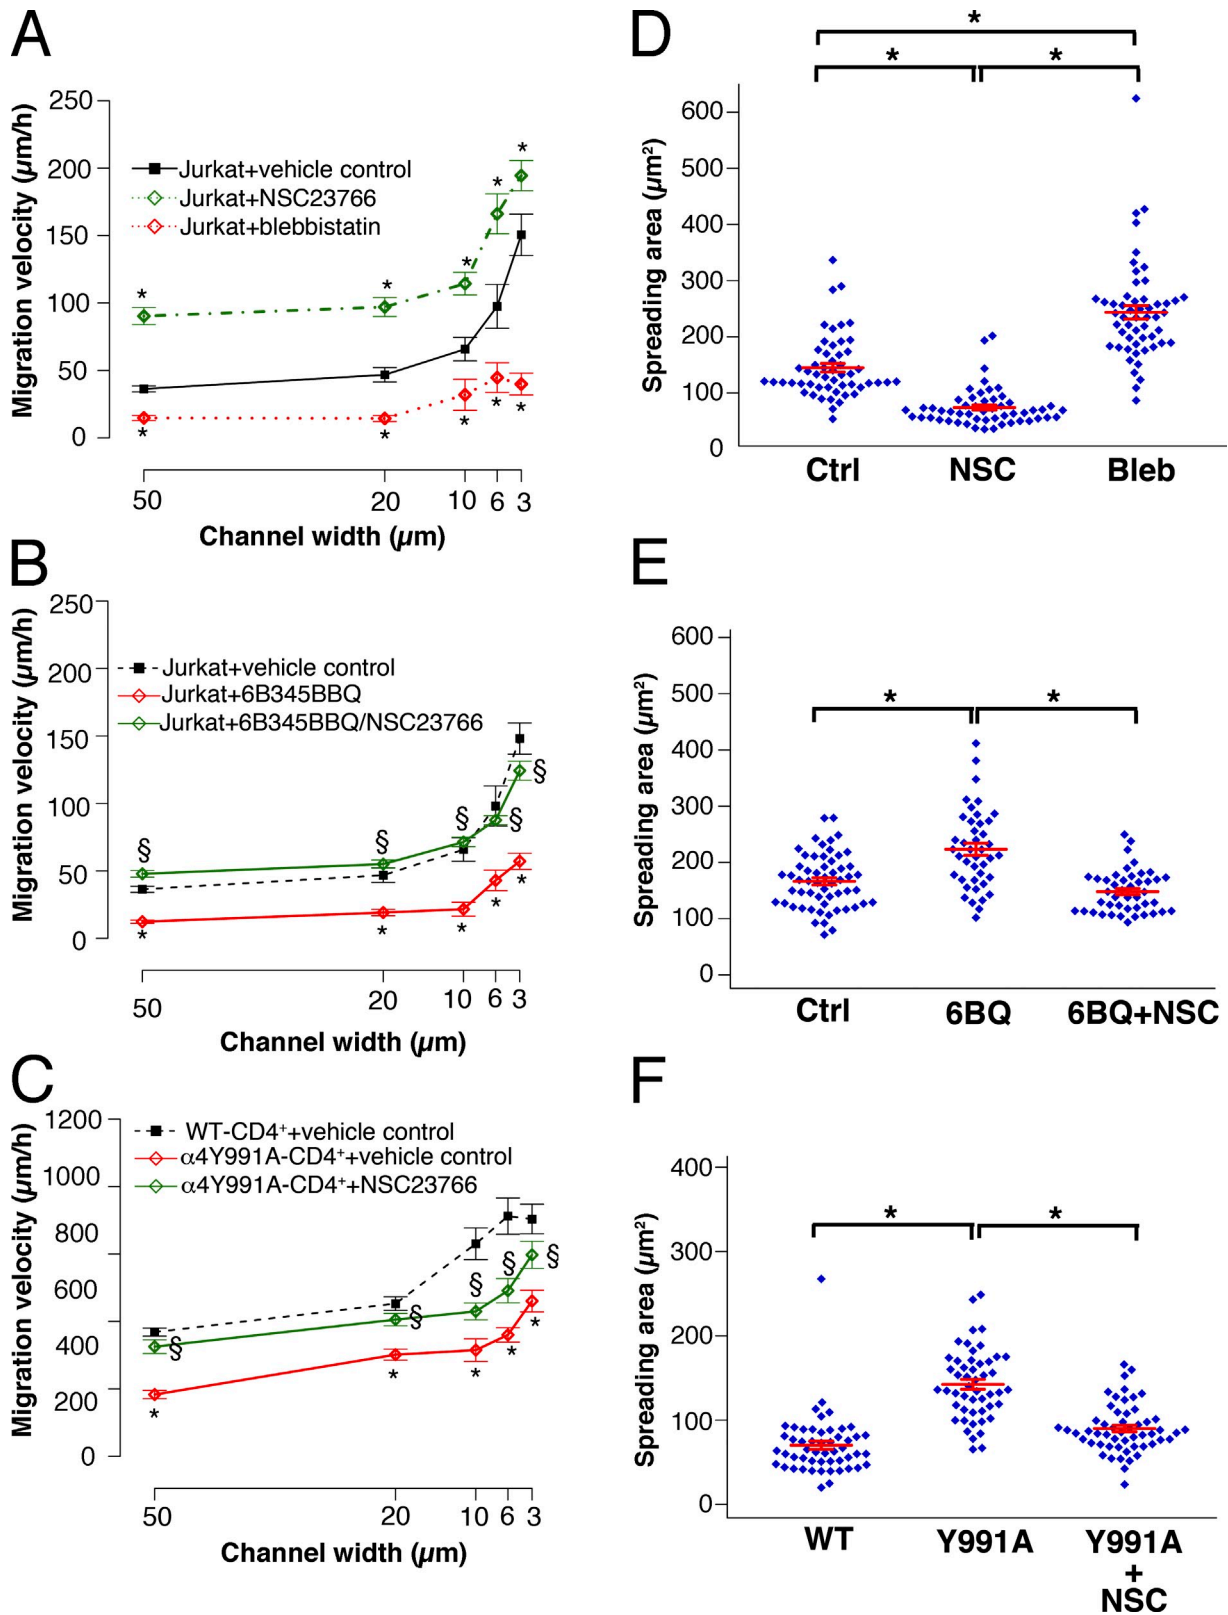 A
Migration velocity (µm/h)
250
200
150
100
50
0
Jurkat+vehicle control
Jurkat+NSC23766
Jurkat+blebbistatin
* * * * *
* * * * *
50 20 10 6 3
Channel width (µm)
B
Migration velocity (µm/h)
250
200
150
100
50
0
Jurkat+vehicle control
Jurkat+6B345BBQ
Jurkat+6B345BBQ/NSC23766
§ § § § §
* * * * *
50 20 10 6 3
Channel width (µm)
C
Migration velocity (µm/h)
1200
1000
800
600
400
200
0
WT-CD4⁺+vehicle control
α4Y991A-CD4⁺+vehicle control
α4Y991A-CD4⁺+NSC23766
§ § § § §
* * * * *
50 20 10 6 3
Channel width (µm)
D
Spreading area (µm²)
*
* *
600
500
400
300
200
100
0
Ctrl NSC Bleb
E
Spreading area (µm²)
* *
600
500
400
300
200
100
0
Ctrl 6BQ 6BQ+NSC
F
Spreading area (µm²)
* *
400
300
200
100
0
WT Y991A Y991A
+
NSC